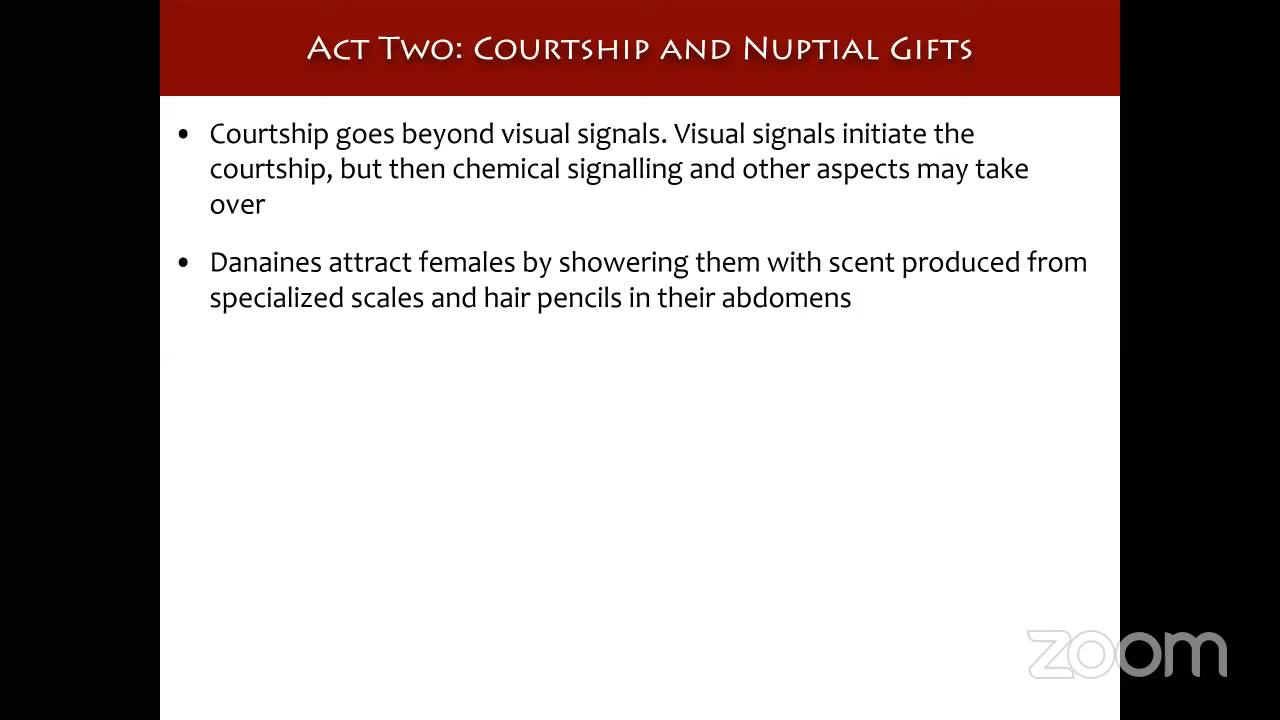 Act Two: Courtship and Nuptial Gifts
• Courtship goes beyond visual signals. Visual signals initiate the
courtship, but then chemical signalling and other aspects may take
over
• Danaines attract females by showering them with scent produced from
specialized scales and hair pencils in their abdomens
zoom